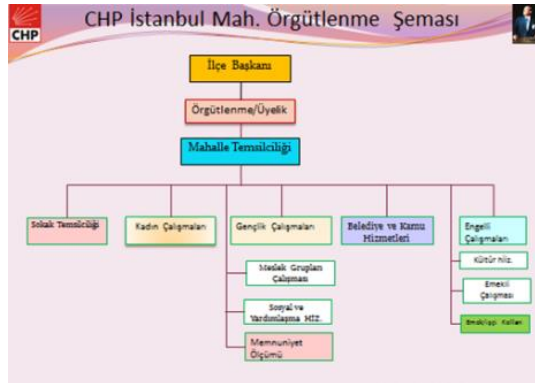 CHP İstanbul Mah. Örgütlenme Şeması
CHP
İlçe Başkanı
Örgütlenme/Üyelik
Mahalle Temsilciliği
Sokak Temsilciliği
Kadın Çalışmaları
Gençlik Çalışmaları
Belediye ve Kamu
Hizmetleri
Engelli
Çalışmaları
Meslek Grupları
Çalışması
Sosyal ve
Yardımlaşma HİZ.
Memnuniyet
Ölçümü
Kültür hiz.
Emekli
Çalışması
Kolları